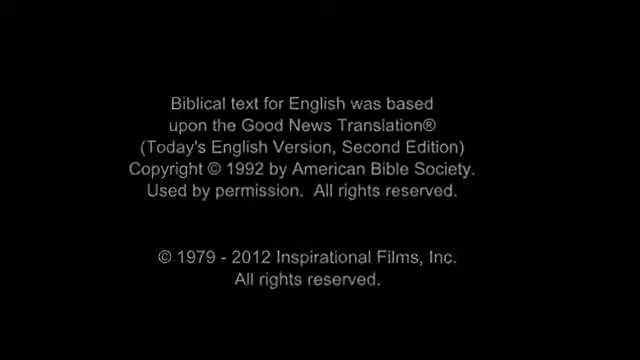 Biblical text for English was based
upon the Good News Translation®
(Today's English Version, Second Edition)
Copyright © 1992 by American Bible Society.
Used by permission.  All rights reserved.
© 1979 - 2012 Inspirational Films, Inc.
All rights reserved.